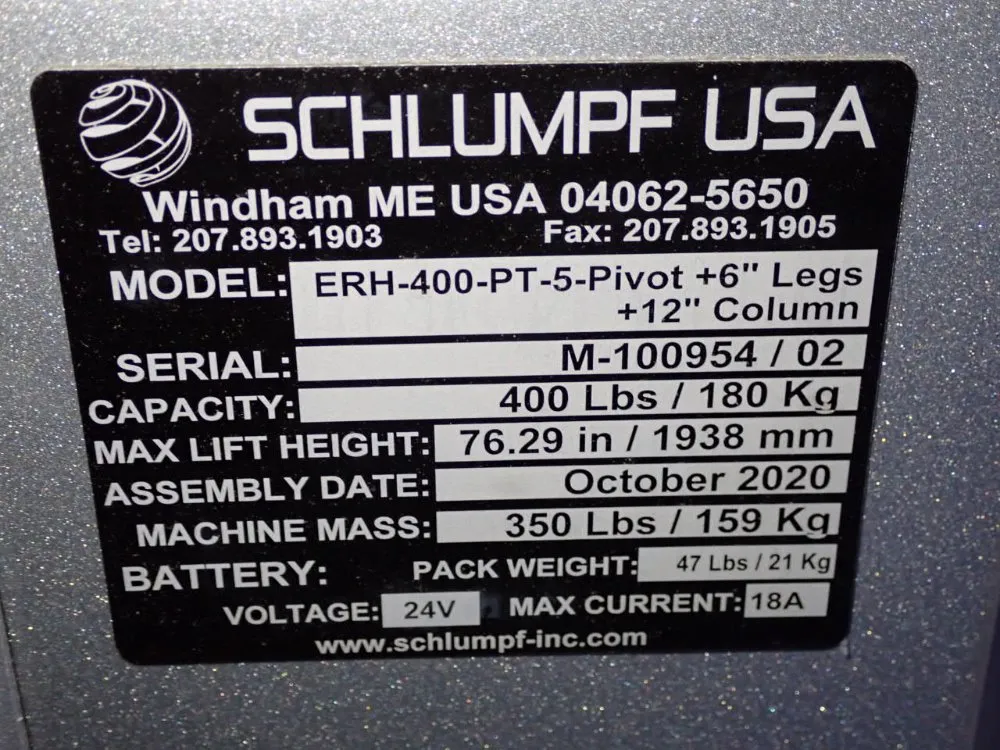 SCHLUMPF USA
Windham ME USA 04062-5650
Tel: 207.893.1903 Fax: 207.893.1905
MODEL: ERH-400-PT-5-Pivot +6" Legs
+12" Column
SERIAL: M-100954 / 02
CAPACITY: 400 Lbs / 180 Kg
MAX LIFT HEIGHT: 76.29 in / 1938 mm
ASSEMBLY DATE: October 2020
MACHINE MASS: 350 Lbs / 159 Kg
BATTERY: PACK WEIGHT: 47 Lbs / 21 Kg
VOLTAGE: 24V MAX CURRENT: 18A
www.schlumpf-inc.com